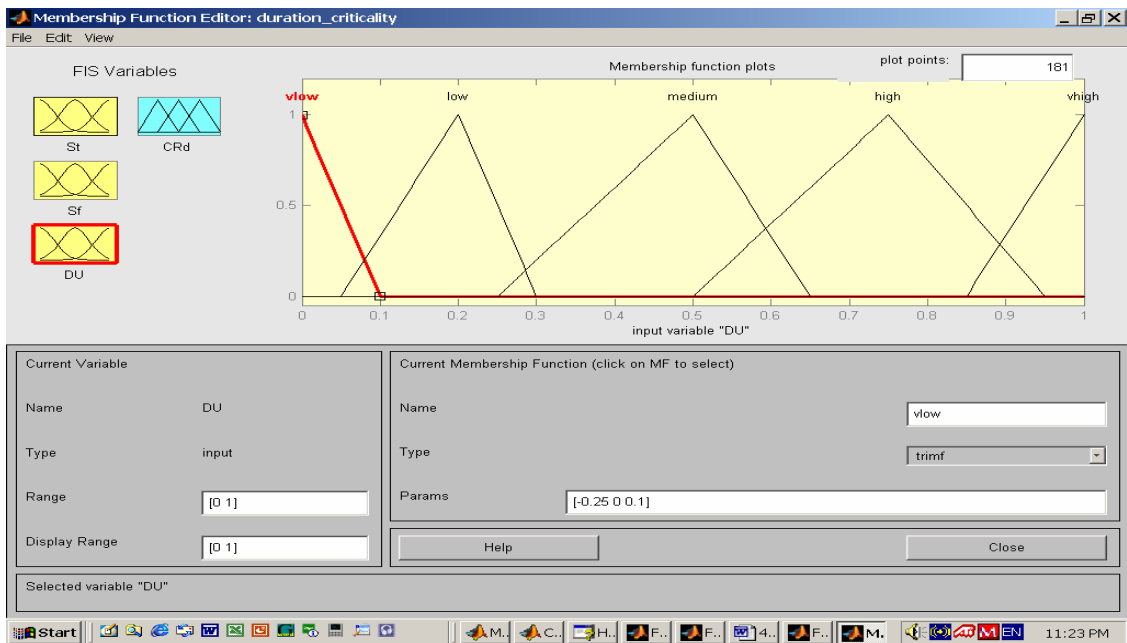 Membership Function Editor: duration_criticality
File Edit View
FIS Variables
Membership function plots
plot points: 181
St
CRd
Sf
DU
vlow low medium high vhigh
1
0.5
0
0 0.1 0.2 0.3 0.4 0.5 0.6 0.7 0.8 0.9 1
input variable "DU"
Current Variable
Name DU
Type input
Range [0 1]
Display Range [0 1]
Current Membership Function (click on MF to select)
Name vlow
Type trimf
Params [-0.25 0 0.1]
Help Close
Selected variable "DU"
Start M.. C.. H.. F.. F.. 4.. F.. M. EN 11:23 PM